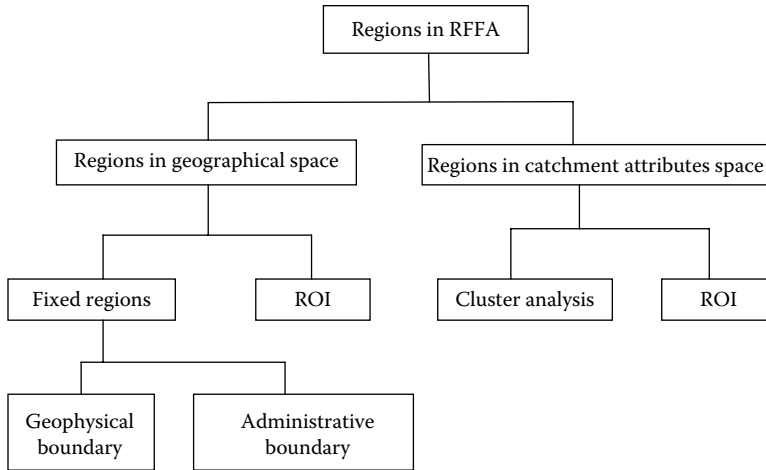 Regions in RFFA
Regions in geographical space
Regions in catchment attributes space
Fixed regions
ROI
Cluster analysis
ROI
Geophysical
boundary
Administrative
boundary